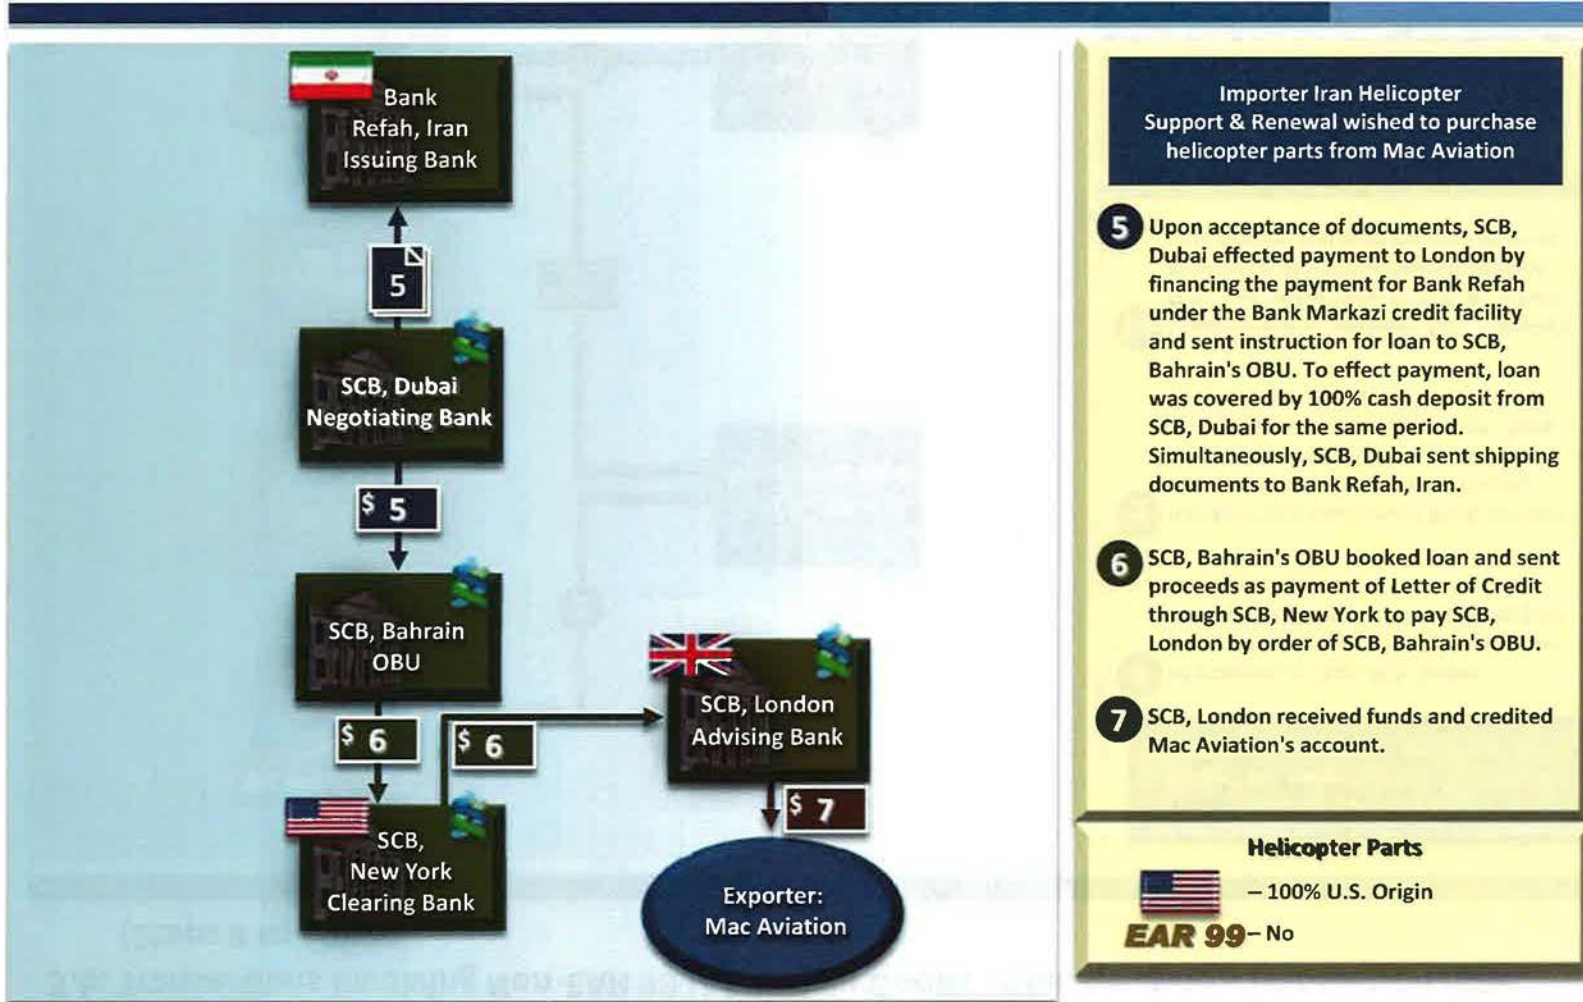 Bank
Refah, Iran
Issuing Bank
5
SCB, Dubai
Negotiating Bank
$ 5
SCB, Bahrain
OBU
$ 6
$ 6
SCB,
New York
Clearing Bank
SCB, London
Advising Bank
$ 7
Exporter:
Mac Aviation
Importer Iran Helicopter
Support & Renewal wished to purchase
helicopter parts from Mac Aviation
5 Upon acceptance of documents, SCB,
Dubai effected payment to London by
financing the payment for Bank Refah
under the Bank Markazi credit facility
and sent instruction for loan to SCB,
Bahrain's OBU. To effect payment, loan
was covered by 100% cash deposit from
SCB, Dubai for the same period.
Simultaneously, SCB, Dubai sent shipping
documents to Bank Refah, Iran.
6 SCB, Bahrain's OBU booked loan and sent
proceeds as payment of Letter of Credit
through SCB, New York to pay SCB,
London by order of SCB, Bahrain's OBU.
7 SCB, London received funds and credited
Mac Aviation's account.
Helicopter Parts
– 100% U.S. Origin
EAR 99 – No